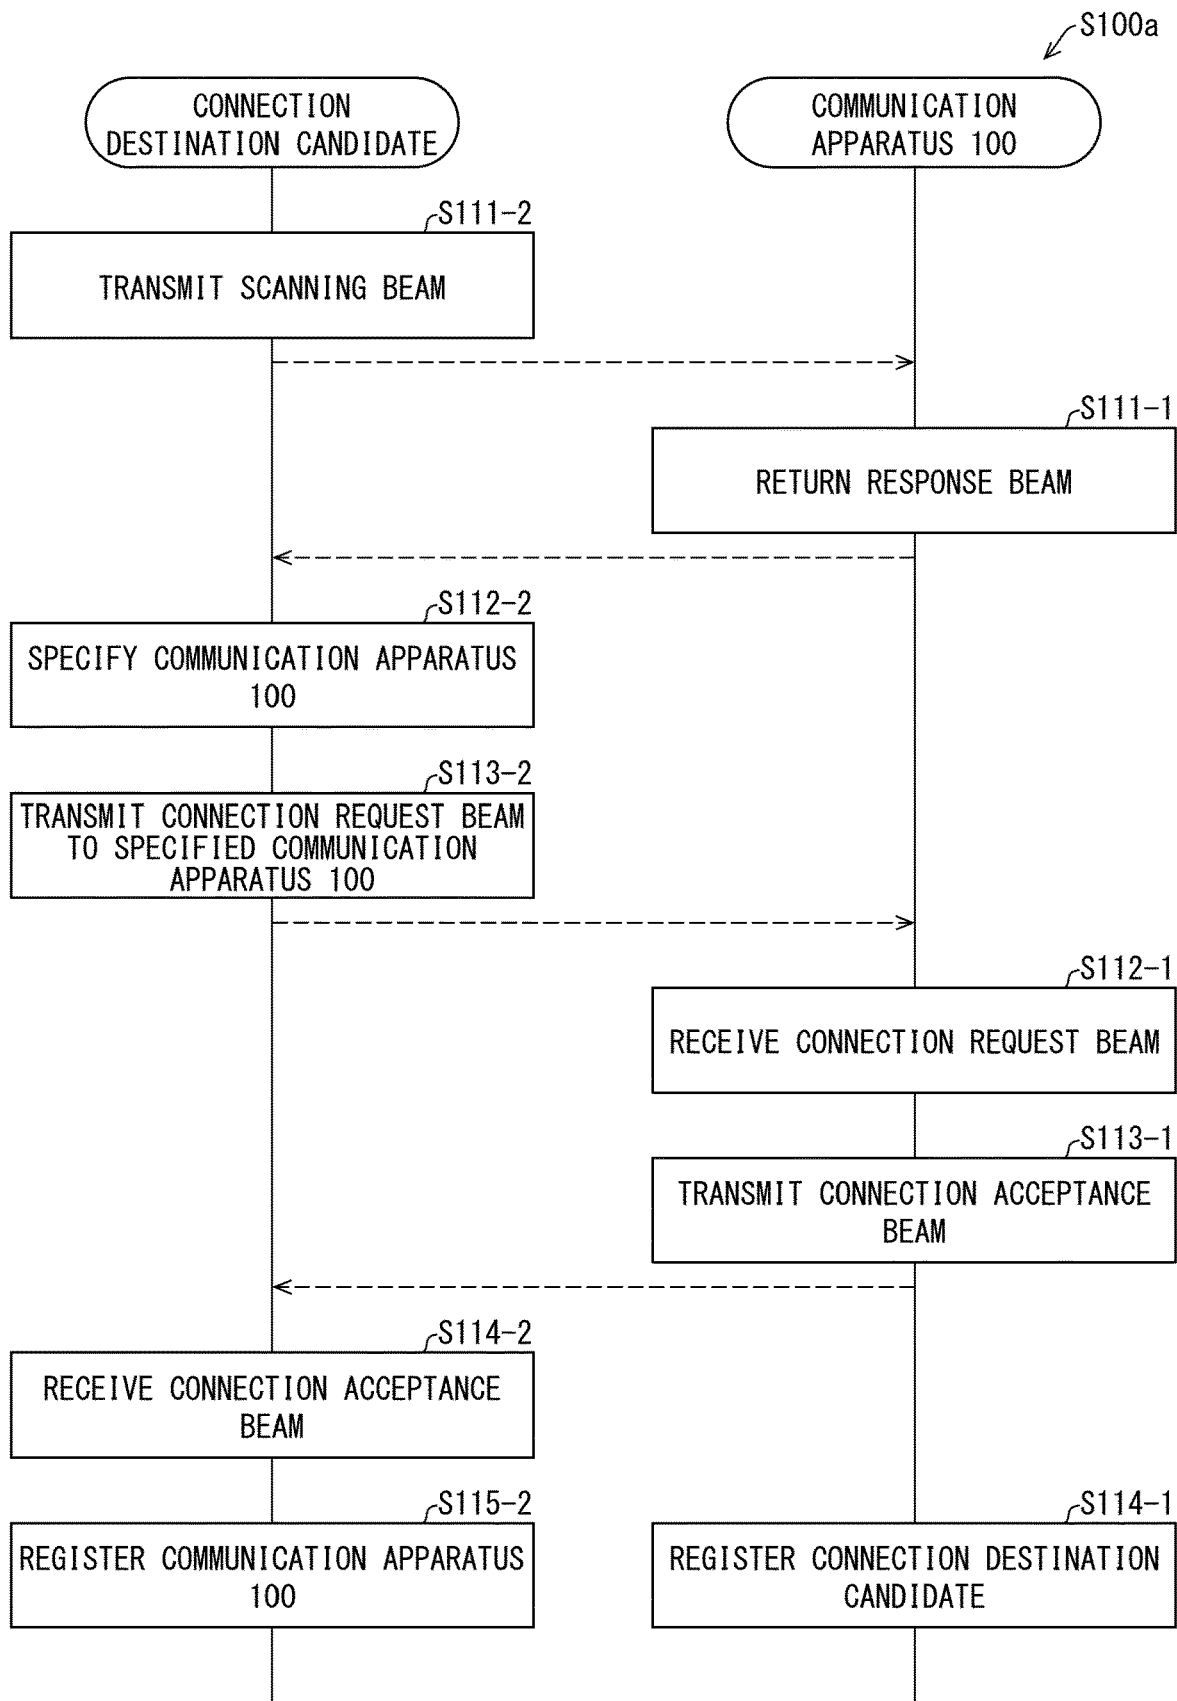 S100a
CONNECTION
DESTINATION CANDIDATE
COMMUNICATION
APPARATUS 100
S111-2
TRANSMIT SCANNING BEAM
S111-1
RETURN RESPONSE BEAM
S112-2
SPECIFY COMMUNICATION APPARATUS
100
S113-2
TRANSMIT CONNECTION REQUEST BEAM
TO SPECIFIED COMMUNICATION
APPARATUS 100
S112-1
RECEIVE CONNECTION REQUEST BEAM
S113-1
TRANSMIT CONNECTION ACCEPTANCE
BEAM
S114-2
RECEIVE CONNECTION ACCEPTANCE
BEAM
S115-2
REGISTER COMMUNICATION APPARATUS
100
S114-1
REGISTER CONNECTION DESTINATION
CANDIDATE